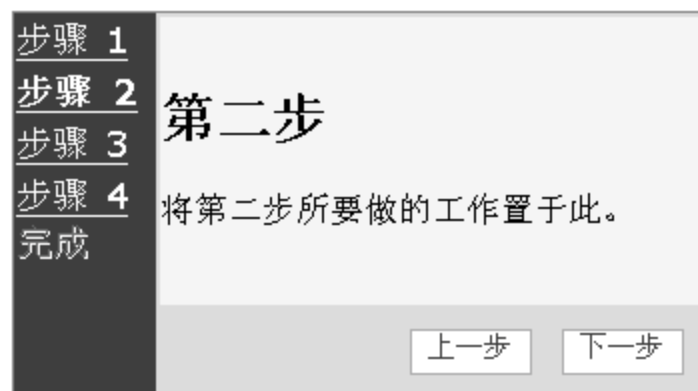 步骤 1
步骤 2
步骤 3
步骤 4
完成
第二步
将第二步所要做的工作置于此。
上一步
下一步